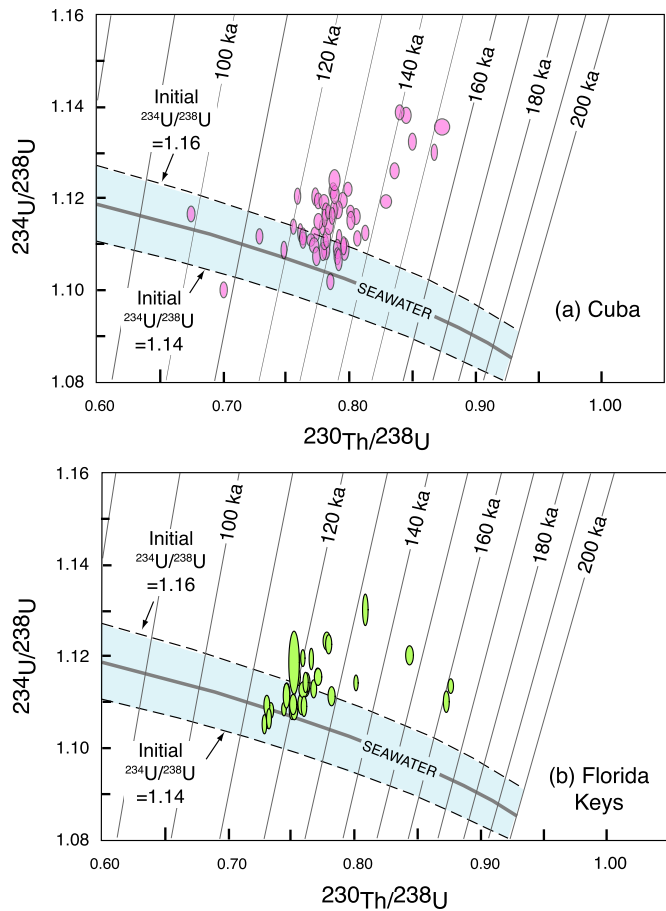 1.16
1.14
1.12
1.10
1.08
234U/238U
100 ka
120 ka
140 ka
160 ka
180 ka
200 ka
Initial
234U/238U
=1.16
Initial
234U/238U
=1.14
SEAWATER
(a) Cuba
0.60
0.70
0.80
0.90
1.00
230Th/238U
1.16
1.14
1.12
1.10
1.08
234U/238U
100 ka
120 ka
140 ka
160 ka
180 ka
200 ka
Initial
234U/238U
=1.16
Initial
234U/238U
=1.14
SEAWATER
(b) Florida
Keys
0.60
0.70
0.80
0.90
1.00
230Th/238U